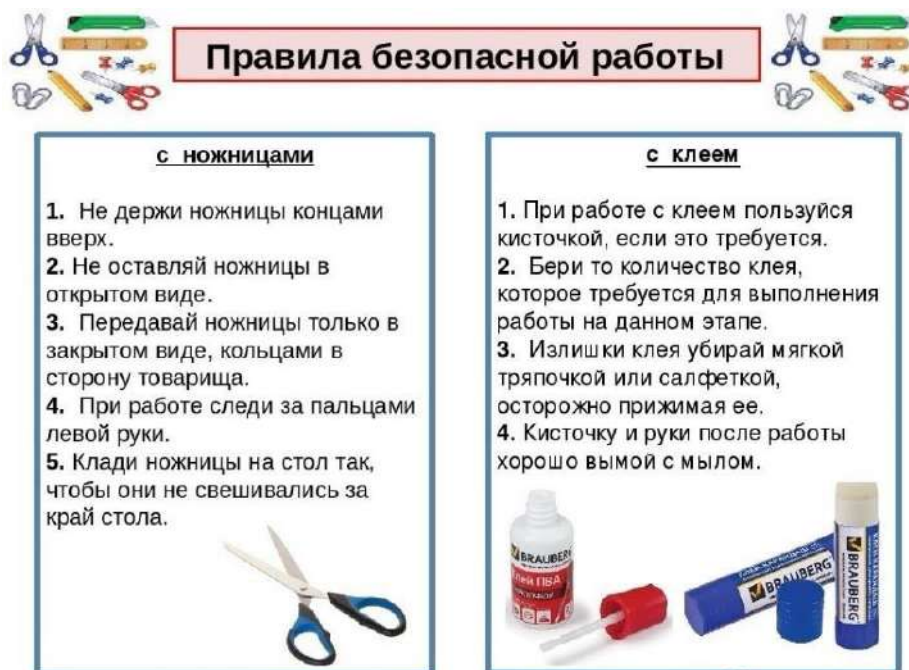 Правила безопасной работы
с ножницами
1. Не держи ножницы концами
вверх.
2. Не оставляй ножницы в
открытом виде.
3. Передавай ножницы только в
закрытом виде, кольцами в
сторону товарища.
4. При работе следи за пальцами
левой руки.
5. Клади ножницы на стол так,
чтобы они не свешивались за
край стола.
с клеем
1. При работе с клеем пользуйся
кисточкой, если это требуется.
2. Бери то количество клея,
которое требуется для выполнения
работы на данном этапе.
3. Излишки клея убирай мягкой
тряпочкой или салфеткой,
осторожно прижимая ее.
4. Кисточку и руки после работы
хорошо вымой с мылом.
BRAUBERG
Клей ПВА
BRAUBERG
BRAUBERG